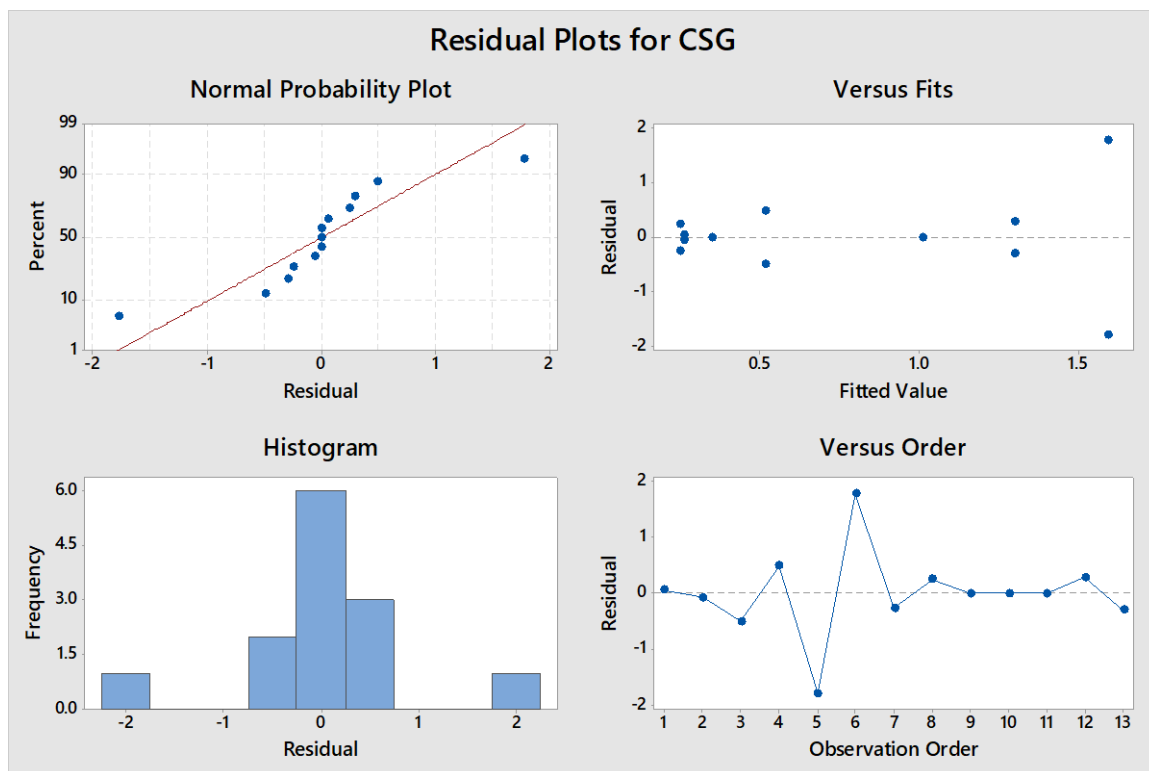 Residual Plots for CSG
Normal Probability Plot
99
90
50
10
1
Percent
-2 -1 0 1 2
Residual
Versus Fits
2
1
0
-1
-2
Residual
0.5 1.0 1.5
Fitted Value
Histogram
6.0
4.5
3.0
1.5
0.0
Frequency
-2 -1 0 1 2
Residual
Versus Order
2
1
0
-1
-2
Residual
1 2 3 4 5 6 7 8 9 10 11 12 13
Observation Order